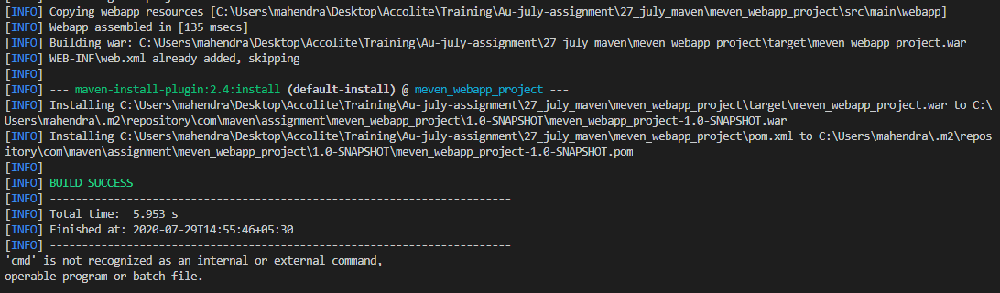 [INFO] Copying webapp resources [C:\Users\mahendra\Desktop\Accolite\Training\Au-july-assignment\27_july_maven\meven_webapp_project\src\main\webapp]
[INFO] Webapp assembled in [135 msecs]
[INFO] Building war: C:\Users\mahendra\Desktop\Accolite\Training\Au-july-assignment\27_july_maven\meven_webapp_project\target\meven_webapp_project.war
[INFO] WEB-INF\web.xml already added, skipping
[INFO]
[INFO] --- maven-install-plugin:2.4:install (default-install) @ meven_webapp_project ---
[INFO] Installing C:\Users\mahendra\Desktop\Accolite\Training\Au-july-assignment\27_july_maven\meven_webapp_project\target\meven_webapp_project.war to C:\
Users\mahendra\.m2\repository\com\maven\assignment\meven_webapp_project\1.0-SNAPSHOT\meven_webapp_project-1.0-SNAPSHOT.war
[INFO] Installing C:\Users\mahendra\Desktop\Accolite\Training\Au-july-assignment\27_july_maven\meven_webapp_project\pom.xml to C:\Users\mahendra\.m2\repos
itory\com\maven\assignment\meven_webapp_project\1.0-SNAPSHOT\meven_webapp_project-1.0-SNAPSHOT.pom
[INFO] ------------------------------------------------------------------------
[INFO] BUILD SUCCESS
[INFO] ------------------------------------------------------------------------
[INFO] Total time:  5.953 s
[INFO] Finished at: 2020-07-29T14:55:46+05:30
[INFO] ------------------------------------------------------------------------
'cmd' is not recognized as an internal or external command,
operable program or batch file.